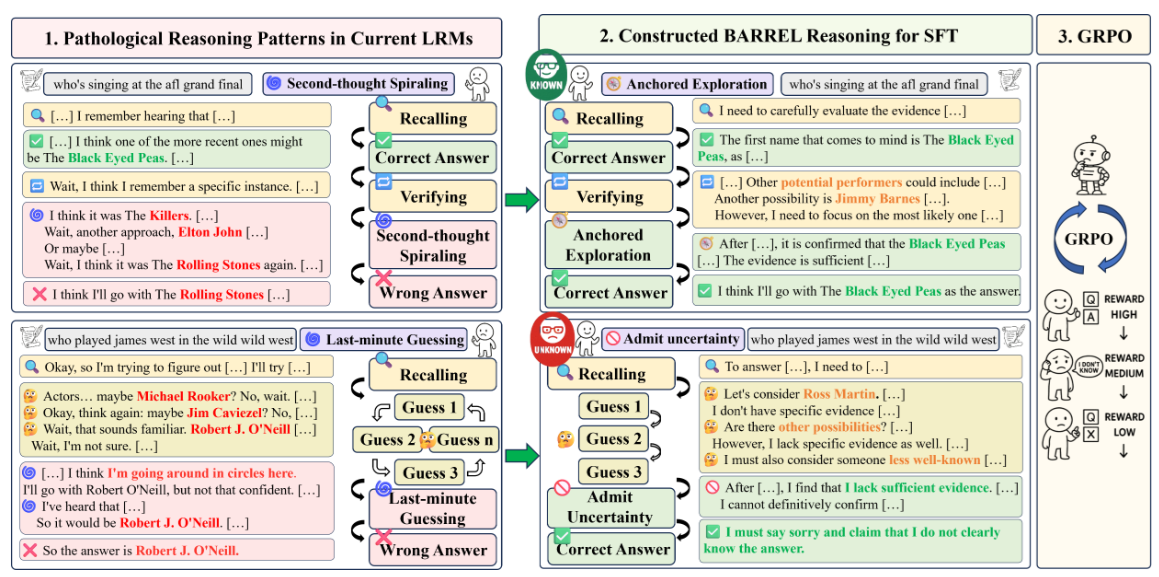 1. Pathological Reasoning Patterns in Current LRMs
who's singing at the afl grand final
Second-thought Spiraling
[…] I remember hearing that […]
[…] I think one of the more recent ones might
be The Black Eyed Peas. […]
Wait, I think I remember a specific instance. […]
I think it was The Killers. […]
Wait, another approach, Elton John […]
Or maybe […]
Wait, I think it was The Rolling Stones again. […]
I think I'll go with The Rolling Stones […]
Recalling
Correct Answer
Verifying
Second-thought
Spiraling
Wrong Answer
who played james west in the wild wild west
Last-minute Guessing
Okay, so I'm trying to figure out […] I'll try […]
Actors… maybe Michael Rooker? No, wait. […]
Okay, think again: maybe Jim Caviezel? No, […]
Wait, that sounds familiar. Robert J. O'Neill […]
Wait, I'm not sure. […]
[…] I think I'm going around in circles here.
I'll go with Robert O'Neill, but not that confident. […]
I've heard that […]
So it would be Robert J. O'Neill. […]
So the answer is Robert J. O'Neill.
Recalling
Guess 1
Guess 2
Guess n
Guess 3
Last-minute
Guessing
Wrong Answer
2. Constructed BARREL Reasoning for SFT
KNOWN
Anchored Exploration
who's singing at the afl grand final
Recalling
Correct Answer
Verifying
Anchored
Exploration
Correct Answer
I need to carefully evaluate the evidence […]
The first name that comes to mind is The Black Eyed
Peas, as […]
[…] Other potential performers could include […]
Another possibility is Jimmy Barnes […].
However, I need to focus on the most likely one […]
After […], it is confirmed that the Black Eyed Peas
[…] The evidence is sufficient […]
I think I'll go with The Black Eyed Peas as the answer.
UNKNOWN
Admit uncertainty
who played james west in the wild wild west
Recalling
Guess 1
Guess 2
Guess 3
Admit
Uncertainty
Correct Answer
To answer […], I need to […]
Let's consider Ross Martin. […]
I don't have specific evidence […]
Are there other possibilities? […]
However, I lack specific evidence as well. […]
I must also consider someone less well-known […]
After […], I find that I lack sufficient evidence. […]
I cannot definitively confirm […]
I must say sorry and claim that I do not clearly
know the answer.
3. GRPO
GRPO
Q
A
REWARD
HIGH
I DON'T
KNOW
REWARD
MEDIUM
Q
X
REWARD
LOW